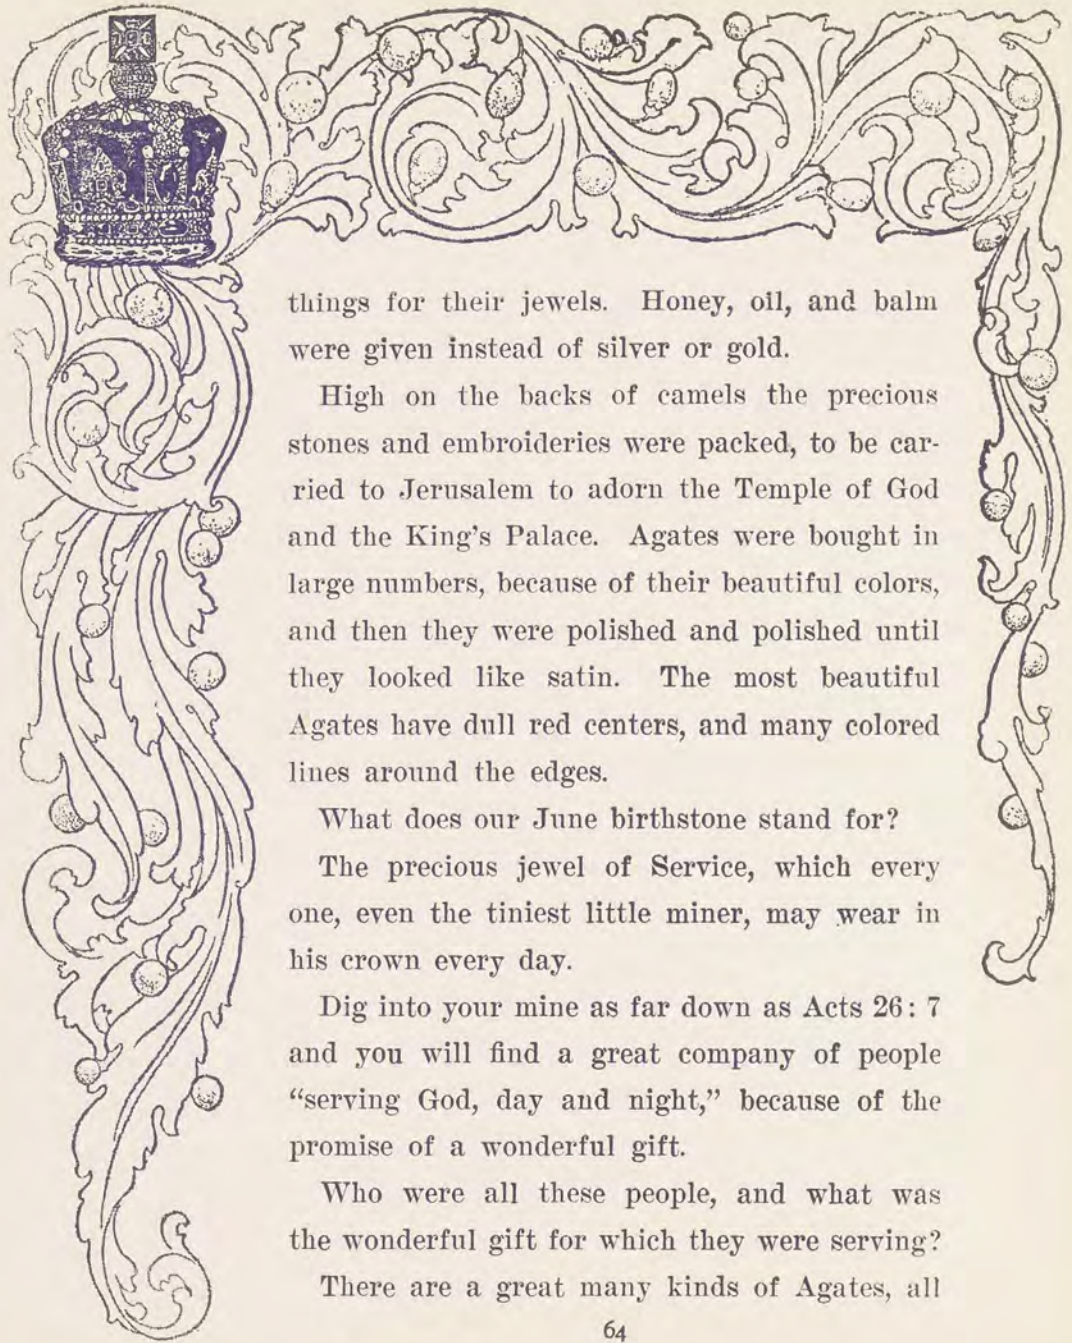 things for their jewels. Honey, oil, and balm
were given instead of silver or gold.
High on the backs of camels the precious
stones and embroideries were packed, to be car-
ried to Jerusalem to adorn the Temple of God
and the King's Palace. Agates were bought in
large numbers, because of their beautiful colors,
and then they were polished and polished until
they looked like satin. The most beautiful
Agates have dull red centers, and many colored
lines around the edges.
What does our June birthstone stand for?
The precious jewel of Service, which every
one, even the tiniest little miner, may wear in
his crown every day.
Dig into your mine as far down as Acts 26: 7
and you will find a great company of people
"serving God, day and night," because of the
promise of a wonderful gift.
Who were all these people, and what was
the wonderful gift for which they were serving?
There are a great many kinds of Agates, all
64